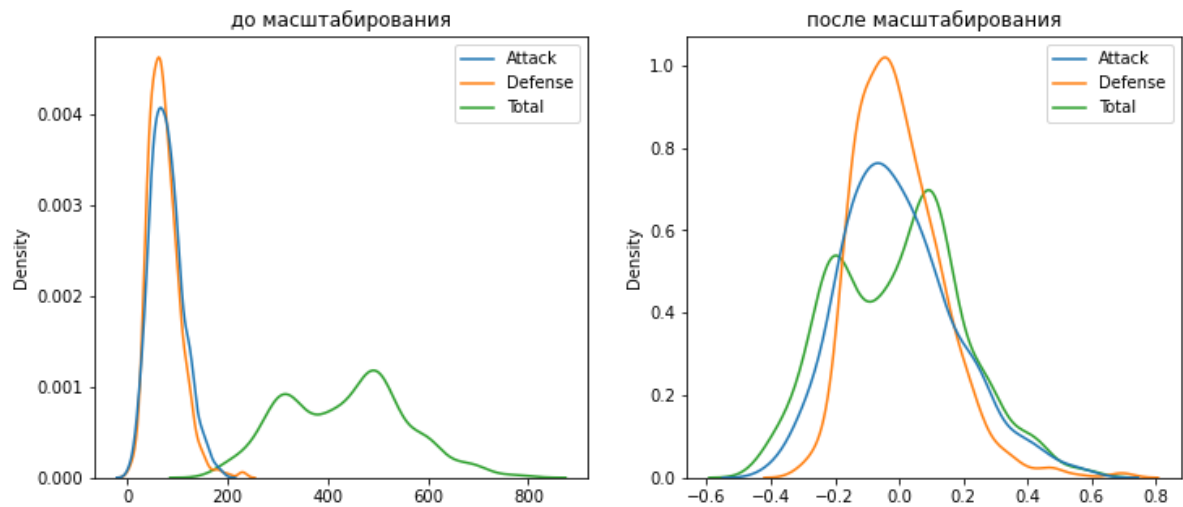 до масштабирования
Attack
Defense
Total
Density
0.004
0.003
0.002
0.001
0.000
0 200 400 600 800
после масштабирования
Attack
Defense
Total
Density
1.0
0.8
0.6
0.4
0.2
0.0
−0.6 −0.4 −0.2 0.0 0.2 0.4 0.6 0.8